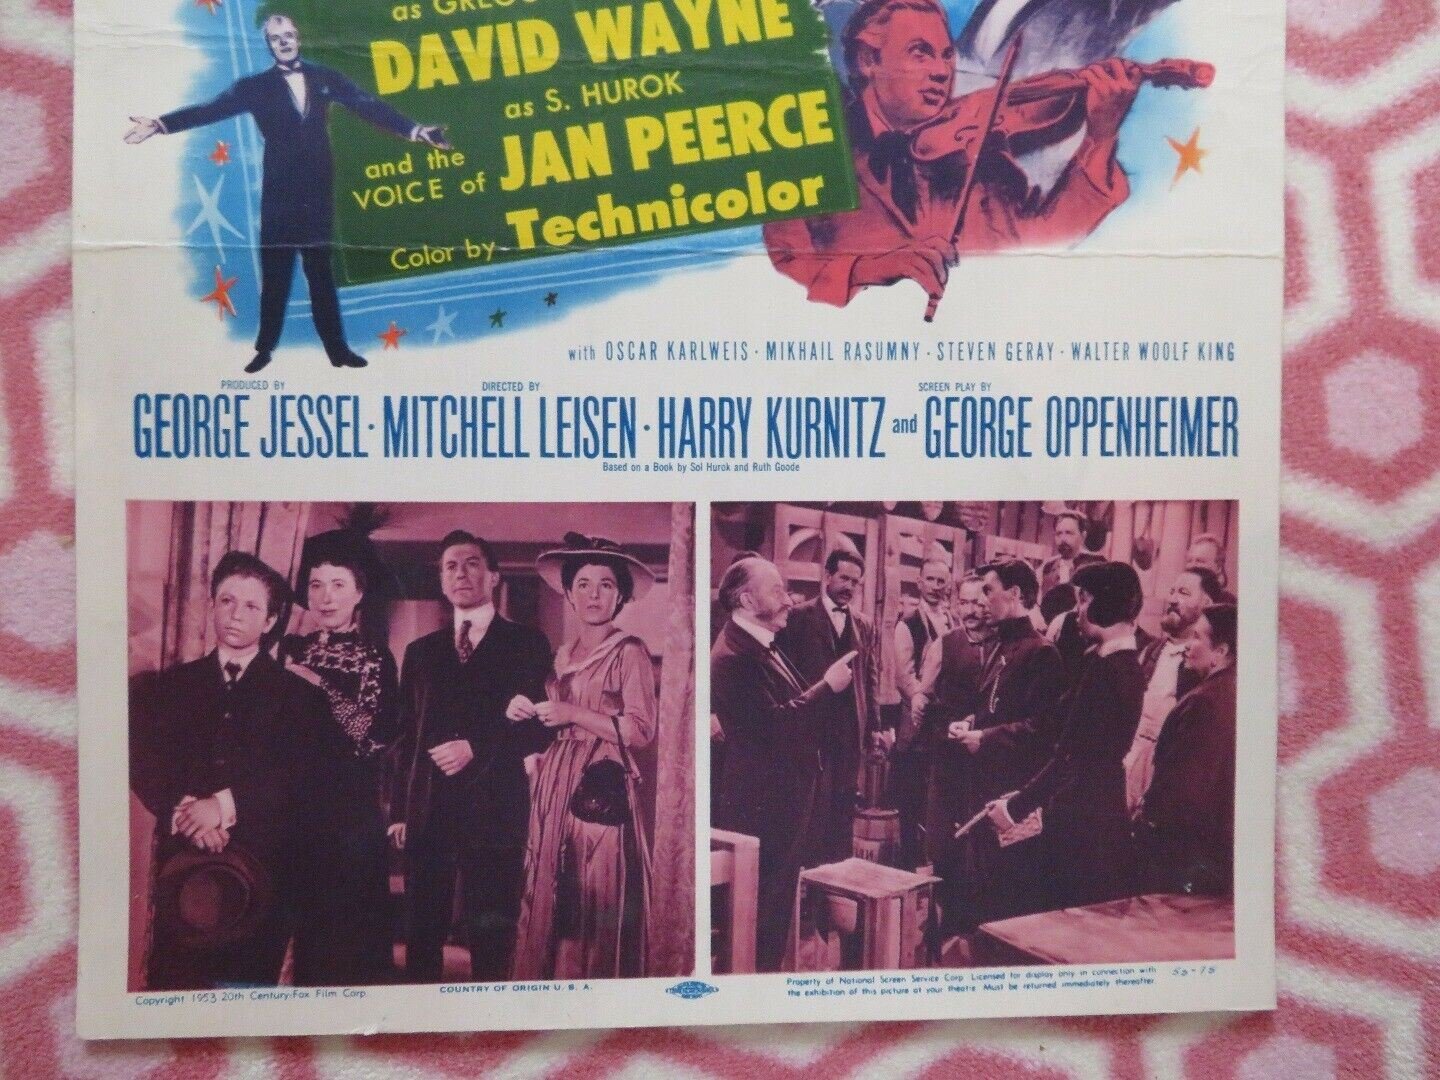 as GREGO
DAVID WAYNE
as S. HUROK
and the
VOICE of JAN PEERCE
Color by Technicolor
with OSCAR KARLWEIS · MIKHAIL RASUMNY · STEVEN GERAY · WALTER WOOLF KING
PRODUCED BY DIRECTED BY SCREEN PLAY BY
GEORGE JESSEL · MITCHELL LEISEN · HARRY KURNITZ and GEORGE OPPENHEIMER
Based on a Book by Sol Hurok and Ruth Goode
Copyright 1953 20th Century-Fox Film Corp.
COUNTRY OF ORIGIN U. S. A.
Property of National Screen Service Corp. Licensed for display only in connection with
the exhibition of this picture at your theatre. Must be returned immediately thereafter
53-75